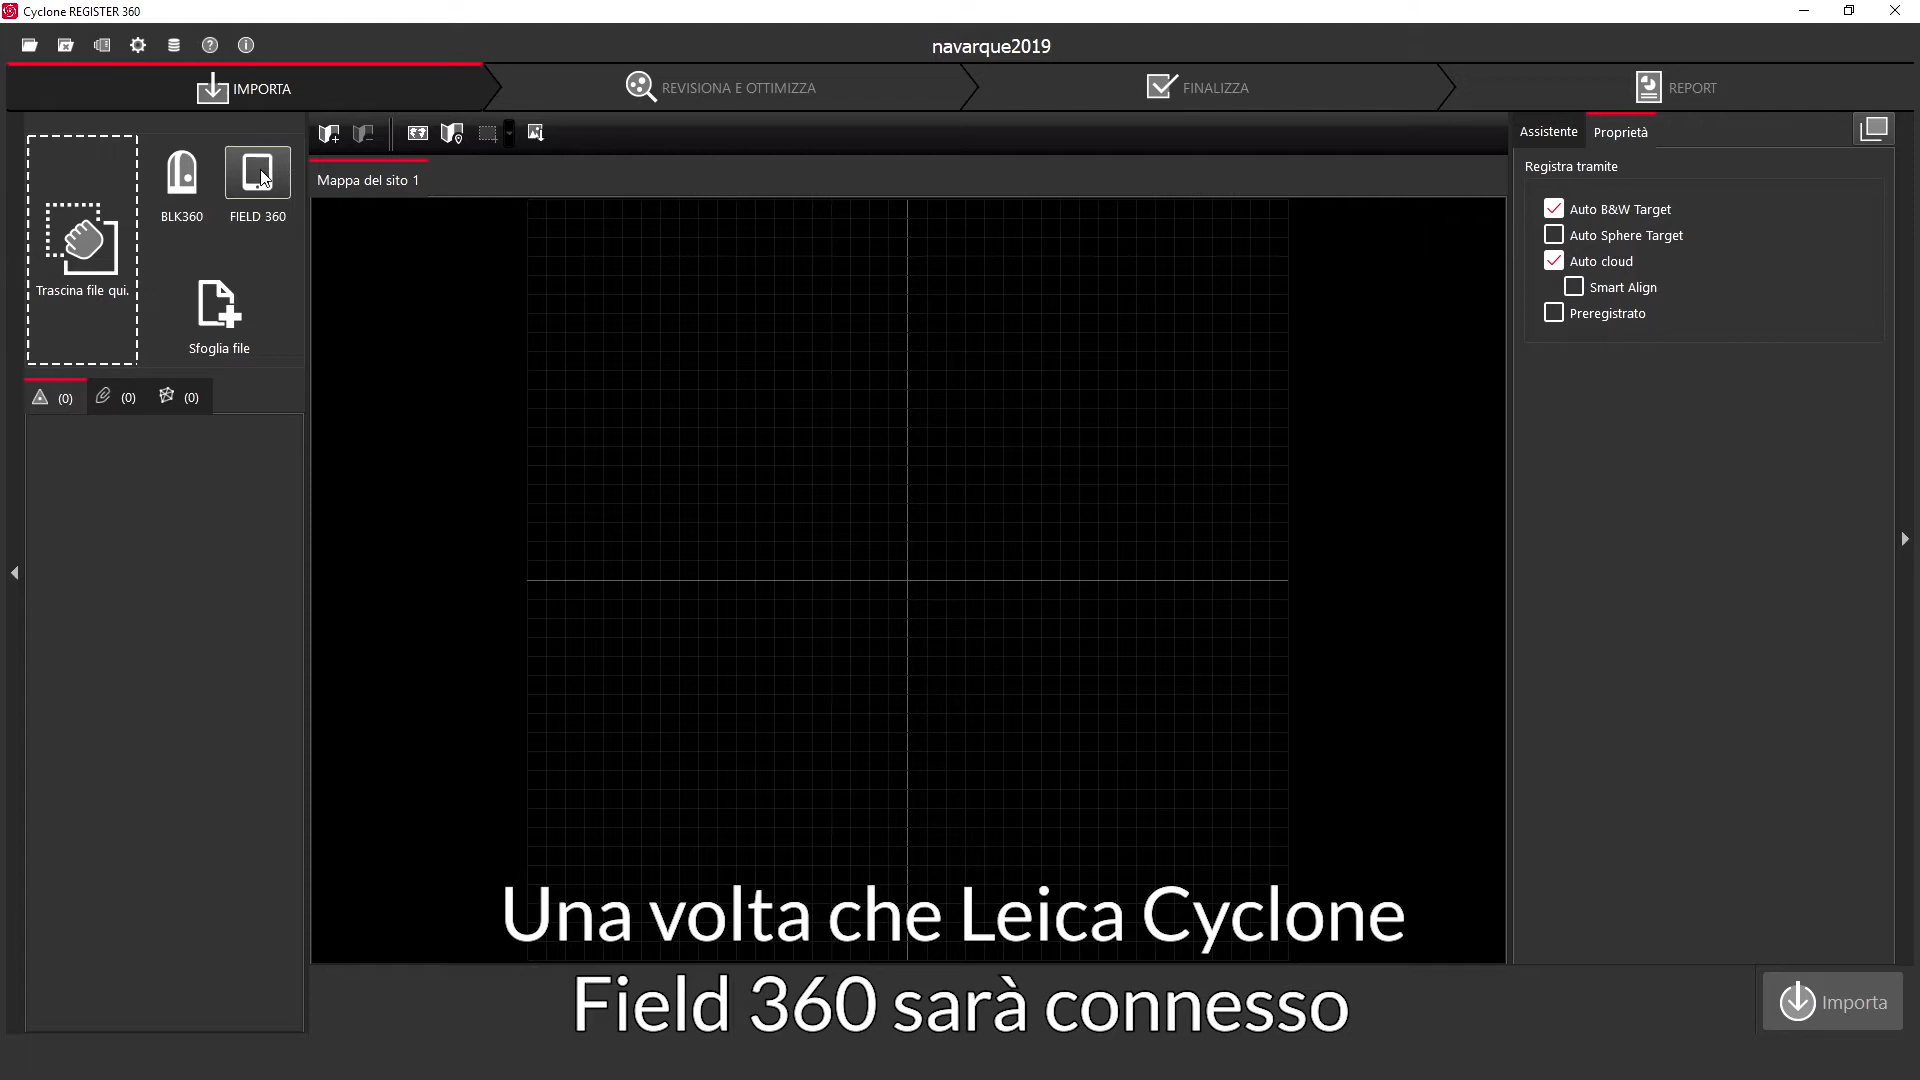 Cyclone REGISTER 360
navarque2019
IMPORTA
REVISIONA E OTTIMIZZA
FINALIZZA
REPORT
Trascina file qui.
BLK360
FIELD 360
Sfoglia file
(0)
(0)
(0)
Mappa del sito 1
Assistente
Proprietà
Registra tramite
Auto B&W Target
Auto Sphere Target
Auto cloud
Smart Align
Preregistrato
Una volta che Leica Cyclone
Field 360 sarà connesso
Importa